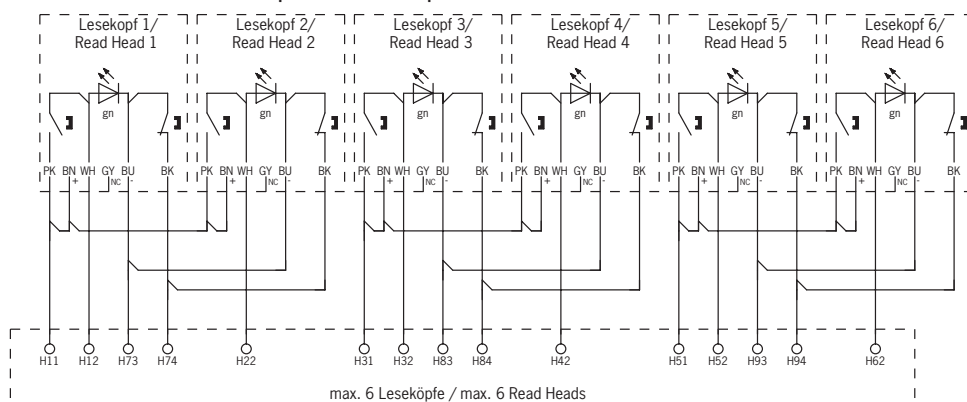 Lesekopf 1/ Lesekopf 2/ Lesekopf 3/ Lesekopf 4/ Lesekopf 5/ Lesekopf 6/
Read Head 1 Read Head 2 Read Head 3 Read Head 4 Read Head 5 Read Head 6
gn gn gn gn gn gn
PK BN WH GY BU BK PK BN WH GY BU BK PK BN WH GY BU BK PK BN WH GY BU BK PK BN WH GY BU BK PK BN WH GY BU BK
+ NC - + NC - + NC - + NC - + NC - + NC -
H11 H12 H73 H74 H22 H31 H32 H83 H84 H42 H51 H52 H93 H94 H62
max. 6 Leseköpfe / max. 6 Read Heads